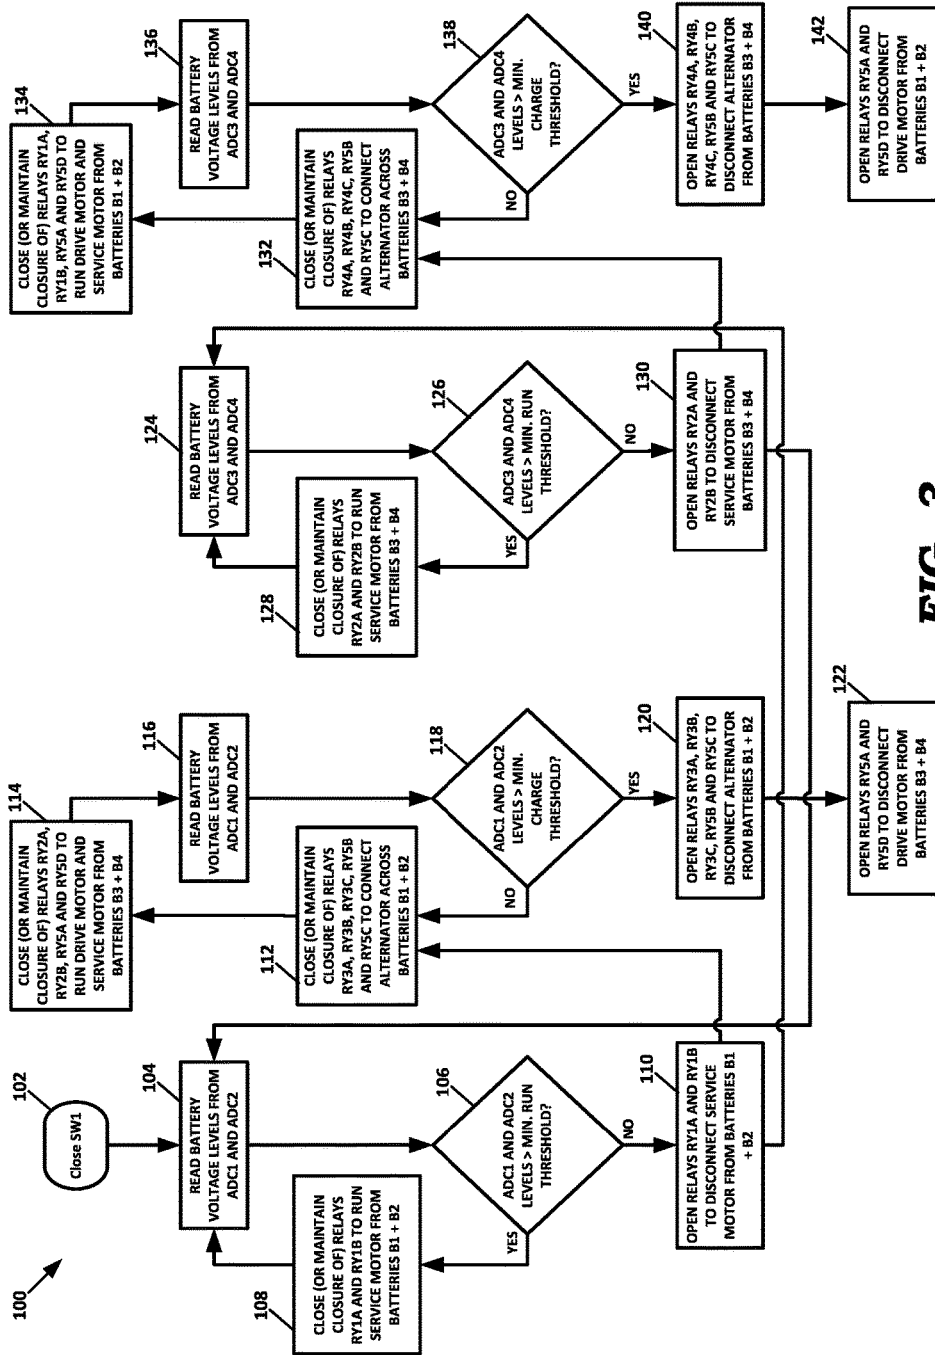 100
102
Close SW1
104
READ BATTERY
VOLTAGE LEVELS FROM
ADC1 AND ADC2
106
ADC1 AND ADC2
LEVELS > MIN. RUN
THRESHOLD?
YES
NO
108
CLOSE (OR MAINTAIN
CLOSURE OF) RELAYS
RY1A AND RY1B TO RUN
SERVICE MOTOR FROM
BATTERIES B1 + B2
110
OPEN RELAYS RY1A AND RY1B
TO DISCONNECT SERVICE
MOTOR FROM BATTERIES B1
+ B2
112
CLOSE (OR MAINTAIN
CLOSURE OF) RELAYS
RY3A, RY3B, RY3C, RY5B
AND RY5C TO CONNECT
ALTERNATOR ACROSS
BATTERIES B1 + B2
114
CLOSE (OR MAINTAIN
CLOSURE OF) RELAYS RY2A,
RY2B, RY5A AND RY5D TO
RUN DRIVE MOTOR AND
SERVICE MOTOR FROM
BATTERIES B3 + B4
116
READ BATTERY
VOLTAGE LEVELS FROM
ADC1 AND ADC2
118
ADC1 AND ADC2
LEVELS > MIN.
CHARGE
THRESHOLD?
NO
YES
120
OPEN RELAYS RY3A, RY3B,
RY3C, RY5B AND RY5C TO
DISCONNECT ALTERNATOR
FROM BATTERIES B1 + B2
122
OPEN RELAYS RY5A AND
RY5D TO DISCONNECT
DRIVE MOTOR FROM
BATTERIES B3 + B4
124
READ BATTERY
VOLTAGE LEVELS FROM
ADC3 AND ADC4
126
ADC3 AND ADC4
LEVELS > MIN. RUN
THRESHOLD?
YES
NO
128
CLOSE (OR MAINTAIN
CLOSURE OF) RELAYS
RY2A AND RY2B TO RUN
SERVICE MOTOR FROM
BATTERIES B3 + B4
130
OPEN RELAYS RY2A AND
RY2B TO DISCONNECT
SERVICE MOTOR FROM
BATTERIES B3 + B4
132
CLOSE (OR MAINTAIN
CLOSURE OF) RELAYS
RY4A, RY4B, RY4C, RY5B
AND RY5C TO CONNECT
ALTERNATOR ACROSS
BATTERIES B3 + B4
134
CLOSE (OR MAINTAIN
CLOSURE OF) RELAYS RY1A,
RY1B, RY5A AND RY5D TO
RUN DRIVE MOTOR AND
SERVICE MOTOR FROM
BATTERIES B1 + B2
136
READ BATTERY
VOLTAGE LEVELS FROM
ADC3 AND ADC4
138
ADC3 AND ADC4
LEVELS > MIN.
CHARGE
THRESHOLD?
NO
YES
140
OPEN RELAYS RY4A, RY4B,
RY4C, RY5B AND RY5C TO
DISCONNECT ALTERNATOR
FROM BATTERIES B3 + B4
142
OPEN RELAYS RY5A AND
RY5D TO DISCONNECT
DRIVE MOTOR FROM
BATTERIES B1 + B2